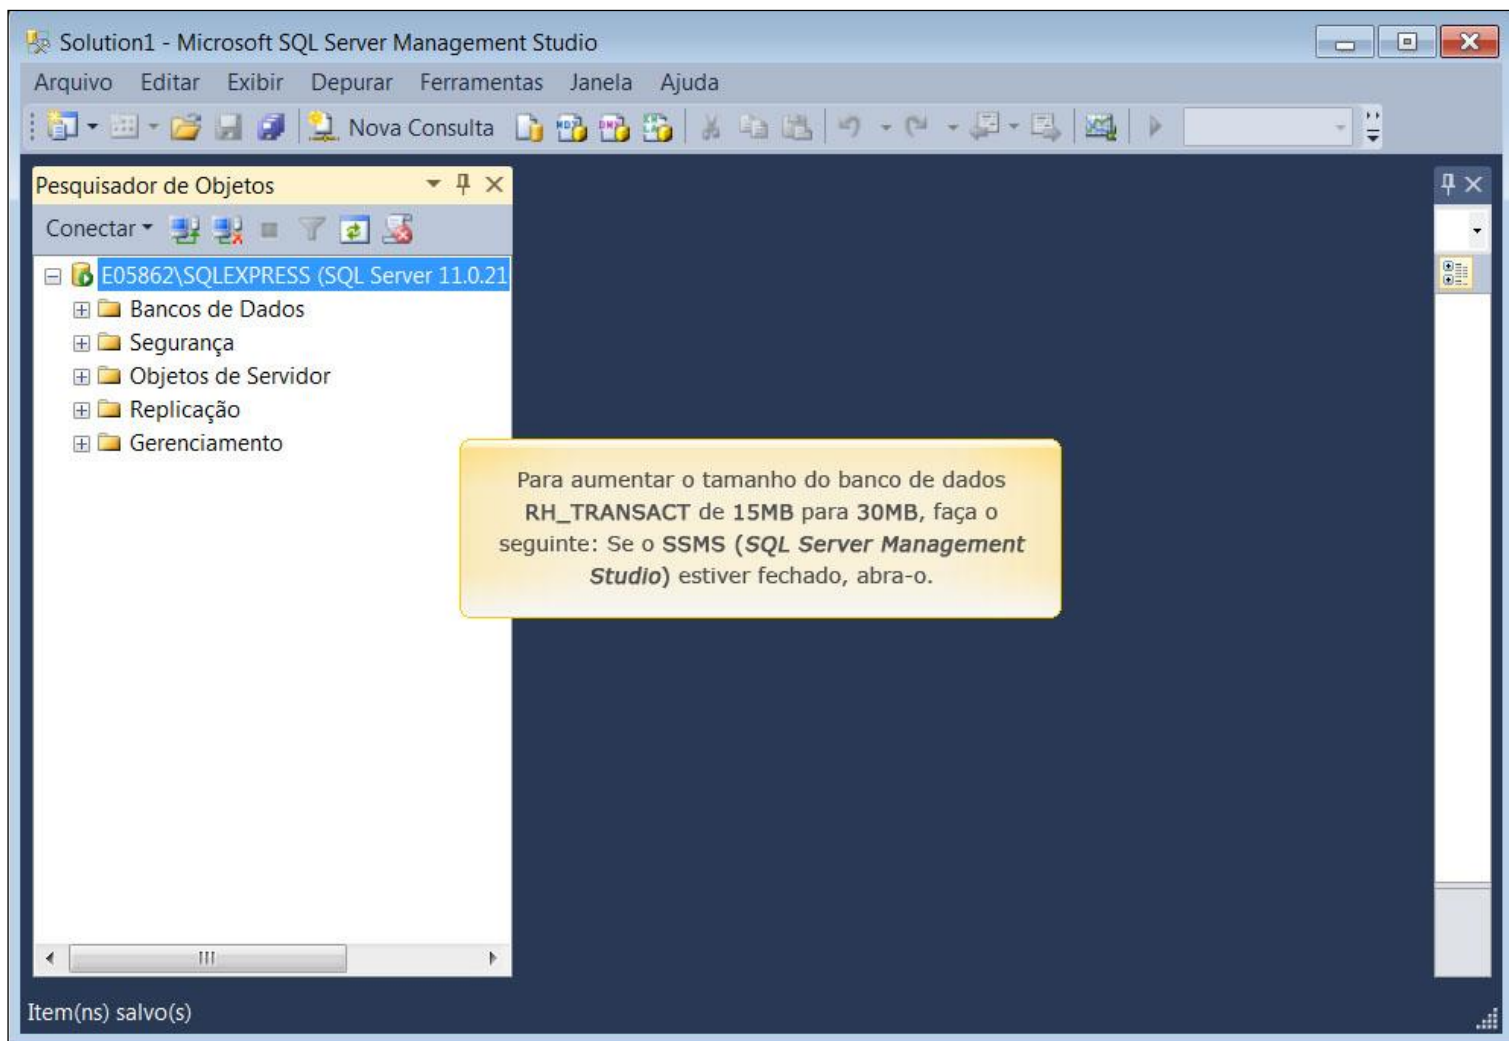 Solution1 - Microsoft SQL Server Management Studio
Arquivo Editar Exibir Depurar Ferramentas Janela Ajuda
Nova Consulta
Pesquisador de Objetos
Conectar
E05862\SQLEXPRESS (SQL Server 11.0.21
Bancos de Dados
Segurança
Objetos de Servidor
Replicação
Gerenciamento
Para aumentar o tamanho do banco de dados
RH_TRANSACT de 15MB para 30MB, faça o
seguinte: Se o SSMS (SQL Server Management
Studio) estiver fechado, abra-o.
Item(ns) salvo(s)